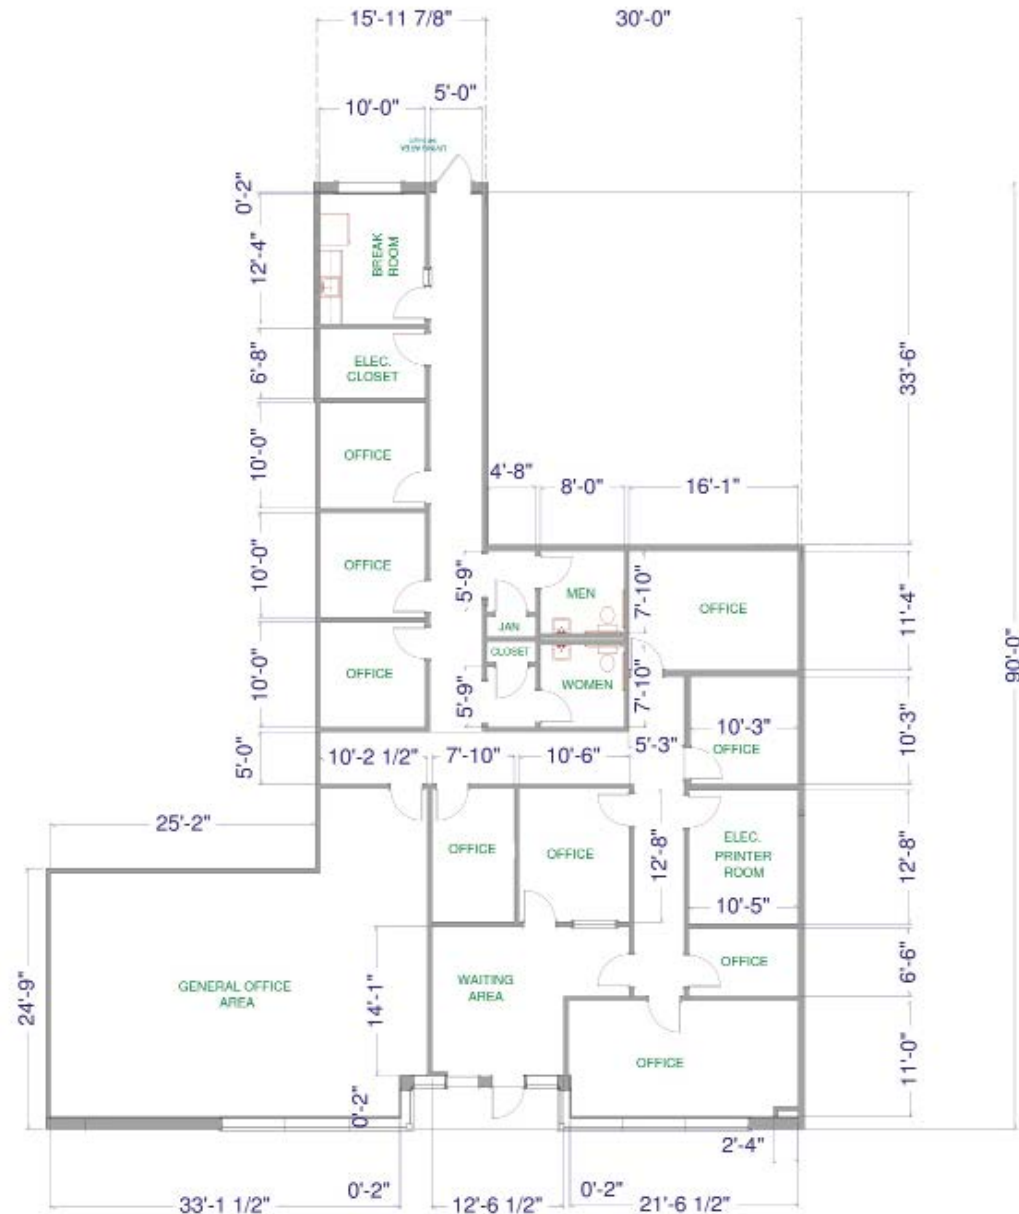 15'-11 7/8"
30'-0"
10'-0"
5'-0"
LIVING AREA
0'-2"
12'-4"
BREAK
ROOM
33'-6"
6'-8"
ELEC.
CLOSET
10'-0"
OFFICE
4'-8"
8'-0"
16'-1"
10'-0"
OFFICE
5'-9"
MEN
7'-10"
OFFICE
11'-4"
JAN
CLOSET
90'-0"
10'-0"
OFFICE
5'-9"
WOMEN
7'-10"
10'-3"
10'-3"
OFFICE
5'-0"
10'-2 1/2"
7'-10"
10'-6"
5'-3"
25'-2"
OFFICE
OFFICE
12'-8"
ELEC.
PRINTER
ROOM
12'-8"
10'-5"
24'-9"
GENERAL OFFICE
AREA
14'-1"
WAITING
AREA
OFFICE
6'-6"
OFFICE
11'-0"
0'-2"
2'-4"
33'-1 1/2"
0'-2"
12'-6 1/2"
0'-2"
21'-6 1/2"